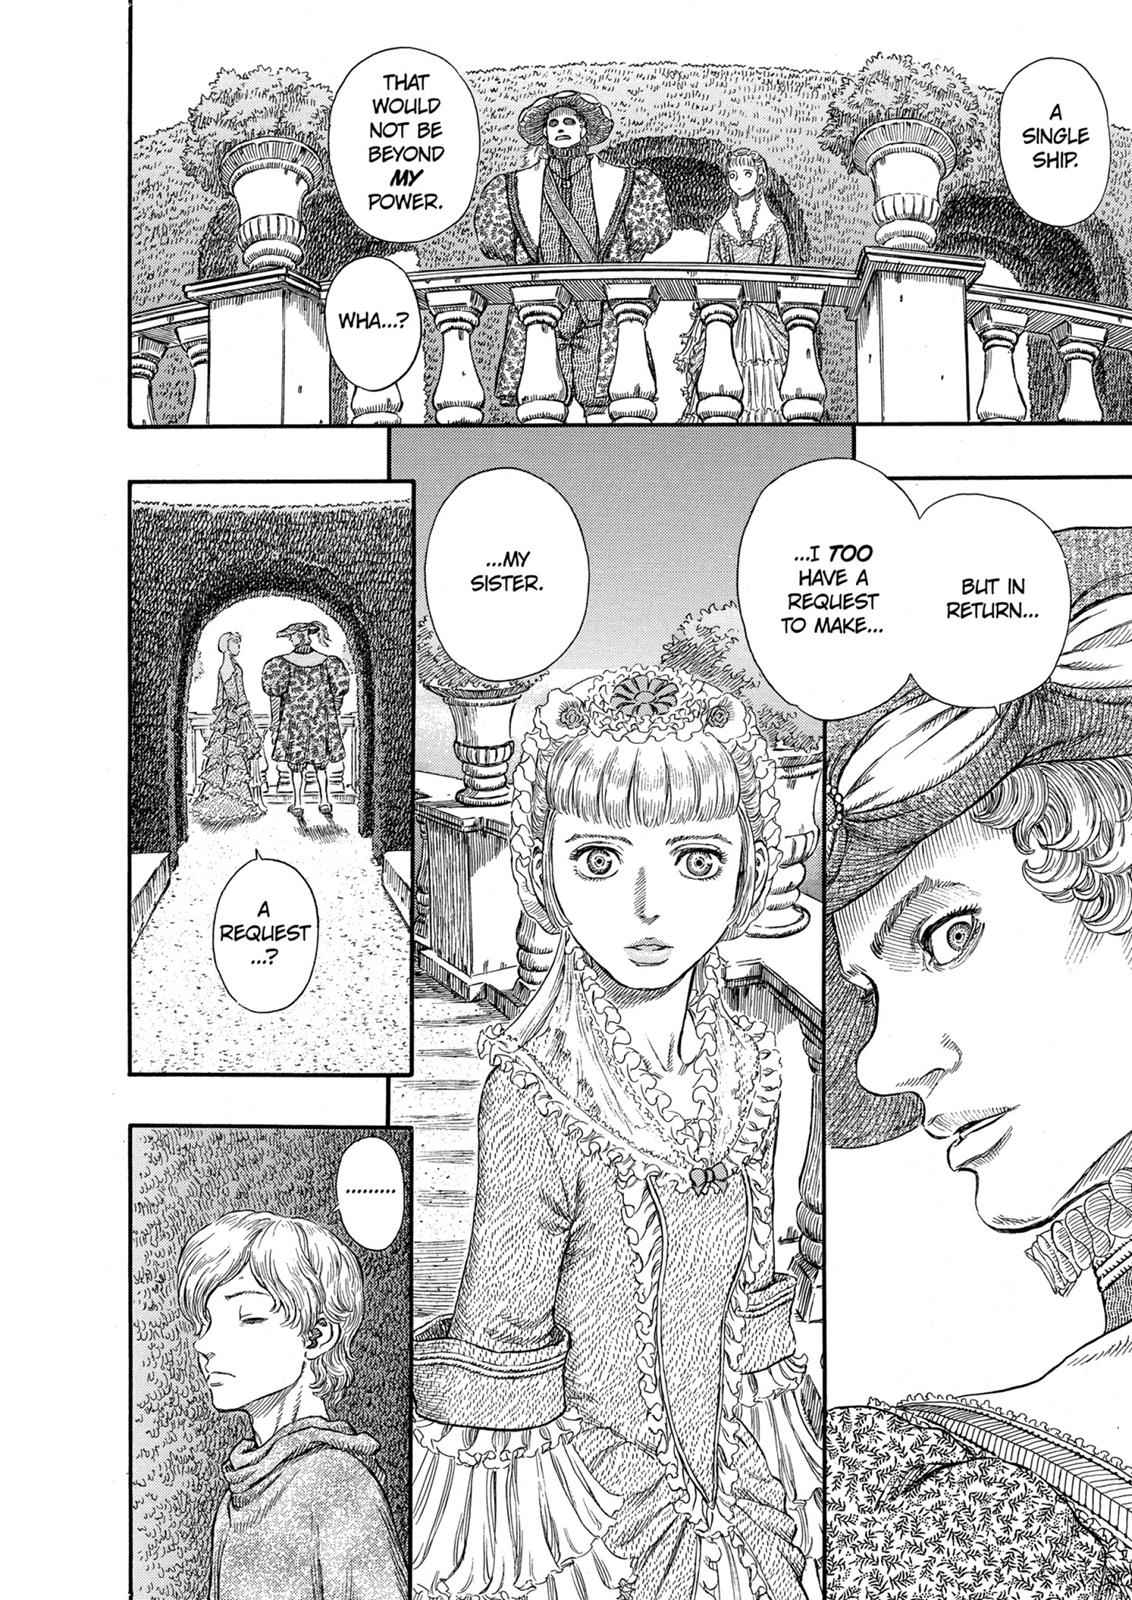 A
SINGLE
SHIP.
THAT
WOULD
NOT BE
BEYOND
MY
POWER.
WHA...?
BUT IN
RETURN...
...I TOO
HAVE A
REQUEST
TO MAKE...
...MY
SISTER.
A
REQUEST
...?
.........